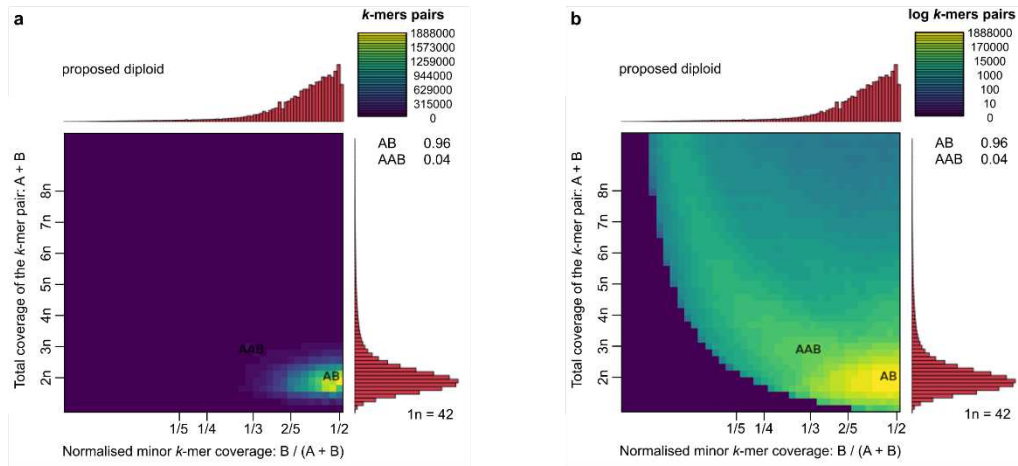 a
k-mers pairs
proposed diploid
1888000
1573000
1259000
944000
629000
315000
0
AB 0.96
AAB 0.04
Total coverage of the k-mer pair: A + B
8n
7n
6n
5n
4n
3n
2n
AAB
AB
1n = 42
1/5 1/4 1/3 2/5 1/2
Normalised minor k-mer coverage: B / (A + B)
b
log k-mers pairs
proposed diploid
1888000
170000
15000
1000
100
10
0
AB 0.96
AAB 0.04
Total coverage of the k-mer pair: A + B
8n
7n
6n
5n
4n
3n
2n
AAB
AB
1n = 42
1/5 1/4 1/3 2/5 1/2
Normalised minor k-mer coverage: B / (A + B)